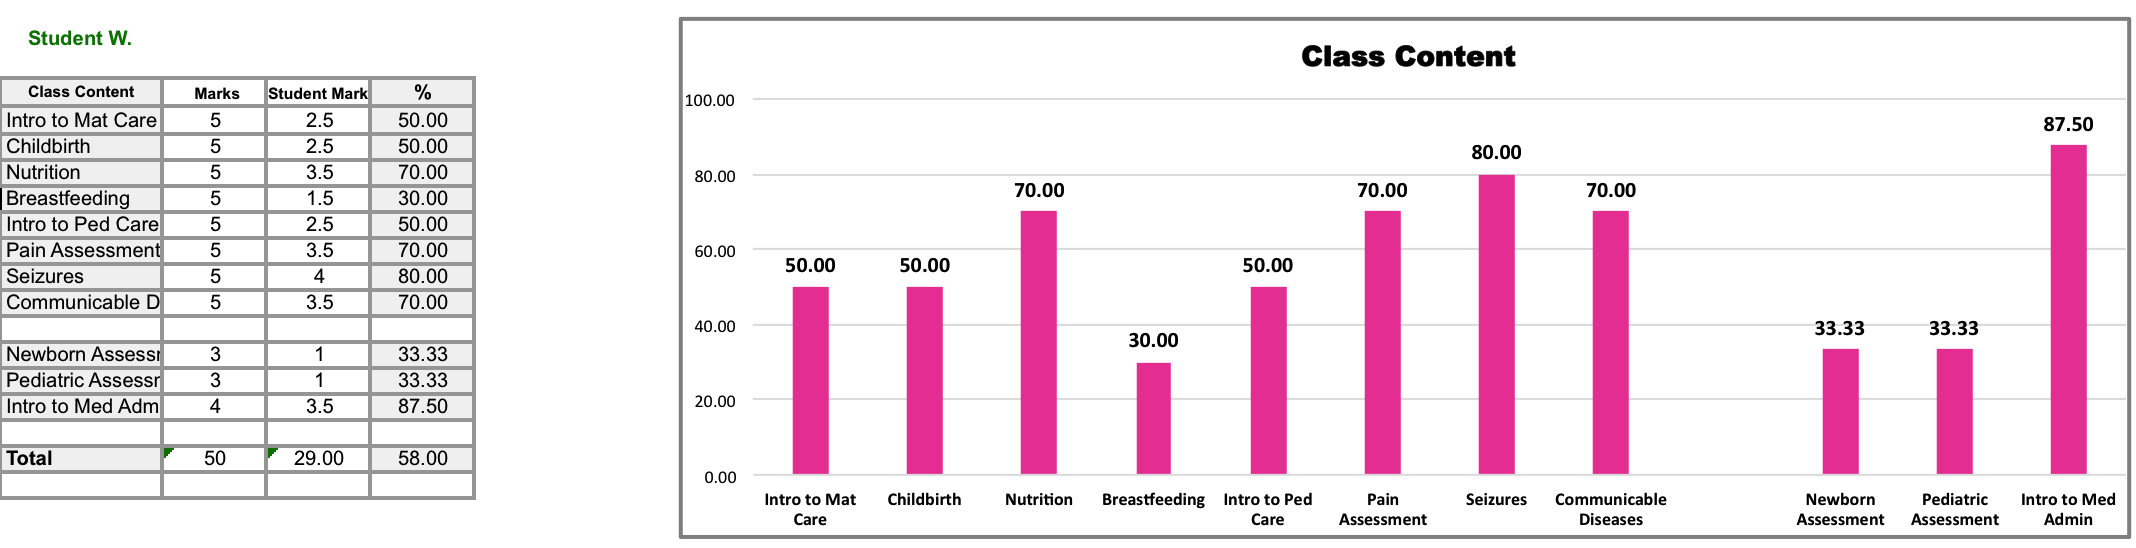 Student W.
Class Content Marks Student Mark %
Intro to Mat Care 5 2.5 50.00
Childbirth 5 2.5 50.00
Nutrition 5 3.5 70.00
Breastfeeding 5 1.5 30.00
Intro to Ped Care 5 2.5 50.00
Pain Assessment 5 3.5 70.00
Seizures 5 4 80.00
Communicable D 5 3.5 70.00
Newborn Assessr 3 1 33.33
Pediatric Assessr 3 1 33.33
Intro to Med Adm 4 3.5 87.50
Total 50 29.00 58.00
Class Content
100.00
80.00
60.00
40.00
20.00
0.00
50.00 50.00 70.00 30.00 50.00 70.00 80.00 70.00 33.33 33.33 87.50
Intro to Mat Care
Childbirth
Nutrition
Breastfeeding
Intro to Ped Care
Pain Assessment
Seizures
Communicable Diseases
Newborn Assessment
Pediatric Assessment
Intro to Med Admin